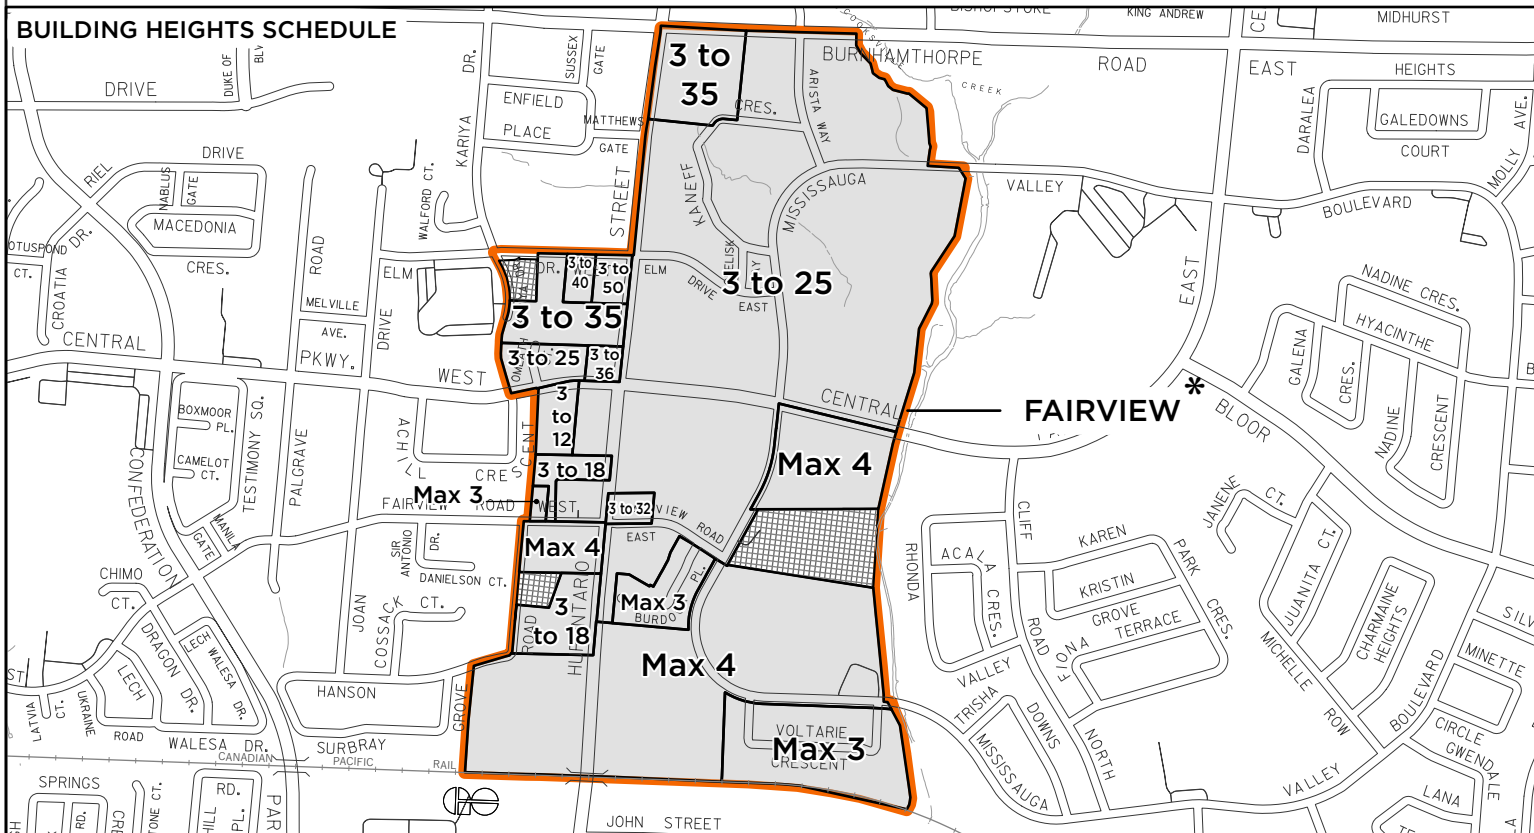 BUILDING HEIGHTS SCHEDULE
KING ANDREW
MIDHURST
DUKE OF
DR.
SUSSEX
GATE
COOKSVILLE
CREEK
BURNHAMTHORPE
ROAD
EAST
HEIGHTS
DRIVE
ENFIELD
PLACE
MATTHEWS
GATE
3 to
35
CRES.
ARISTA WAY
DARALEA
GALEDOWNS
COURT
MOLLY AVE.
KARIYA
RIEL
DRIVE
NABLUS
GATE
MACEDONIA
CRES.
WALFORD CT.
STREET
KANEFF
MISSISSAUGA
VALLEY
BOULEVARD
DR.
CT.
CROATIA
ROAD
ELM
3 to
40
3 to
50
DR.
ELM
DRIVE
EAST
3 to 25
EAST
NADINE CRES.
HYACINTHE
MELVILLE
AVE.
DRIVE
3 to 35
CENTRAL
PKWY.
WEST
3 to 25
3 to
36
GALENA
CRES.
CENTRAL
FAIRVIEW*
BLOOR
NADINE
CRESCENT
BOXMOOR
PL.
CAMELOT
CT.
TESTIMONY SQ.
PALGRAVE
ACHILL
CRESCENT
3
to
12
3 to 18
Max 4
Max 3
FAIRVIEW
ROAD
WEST
3 to 32
VIEW
ROAD
EAST
CONFEDERATION
GATE
MANILA
SIR
ANTONIO
DR.
DANIELSON CT.
Max 4
3
to 18
Max 3
BURDOCK
PL.
CHIMO
CT.
JOAN
COSSACK
CT.
ROAD
HURONTARIO
Max 4
RHONDA
ACALA
CRES.
CLIFF
ROAD
KAREN
PARK
CRES.
KRISTIN
GROVE
TERRACE
FIONA
JANENE
CT.
JUANITA CT.
CHARMAINE
HEIGHTS
MICHELLE
ROW
BOULEVARD
MINETTE
CIRCLE
GWENDALE
DRAGON DR.
LECH
LECH
WALESA
DR.
LATVIA
CT.
UKRAINE
ROAD
WALESA DR.
HANSON
SURBRAY
GROVE
VALLEY
TRISHA
DOWNS
NORTH
MISSISSAUGA
VALLEY
VOLTARIE
CRESCENT
Max 3
CANADIAN
PACIFIC
RAIL
SPRINGS
RD.
RD.
PL.
JOHN STREET
LANA